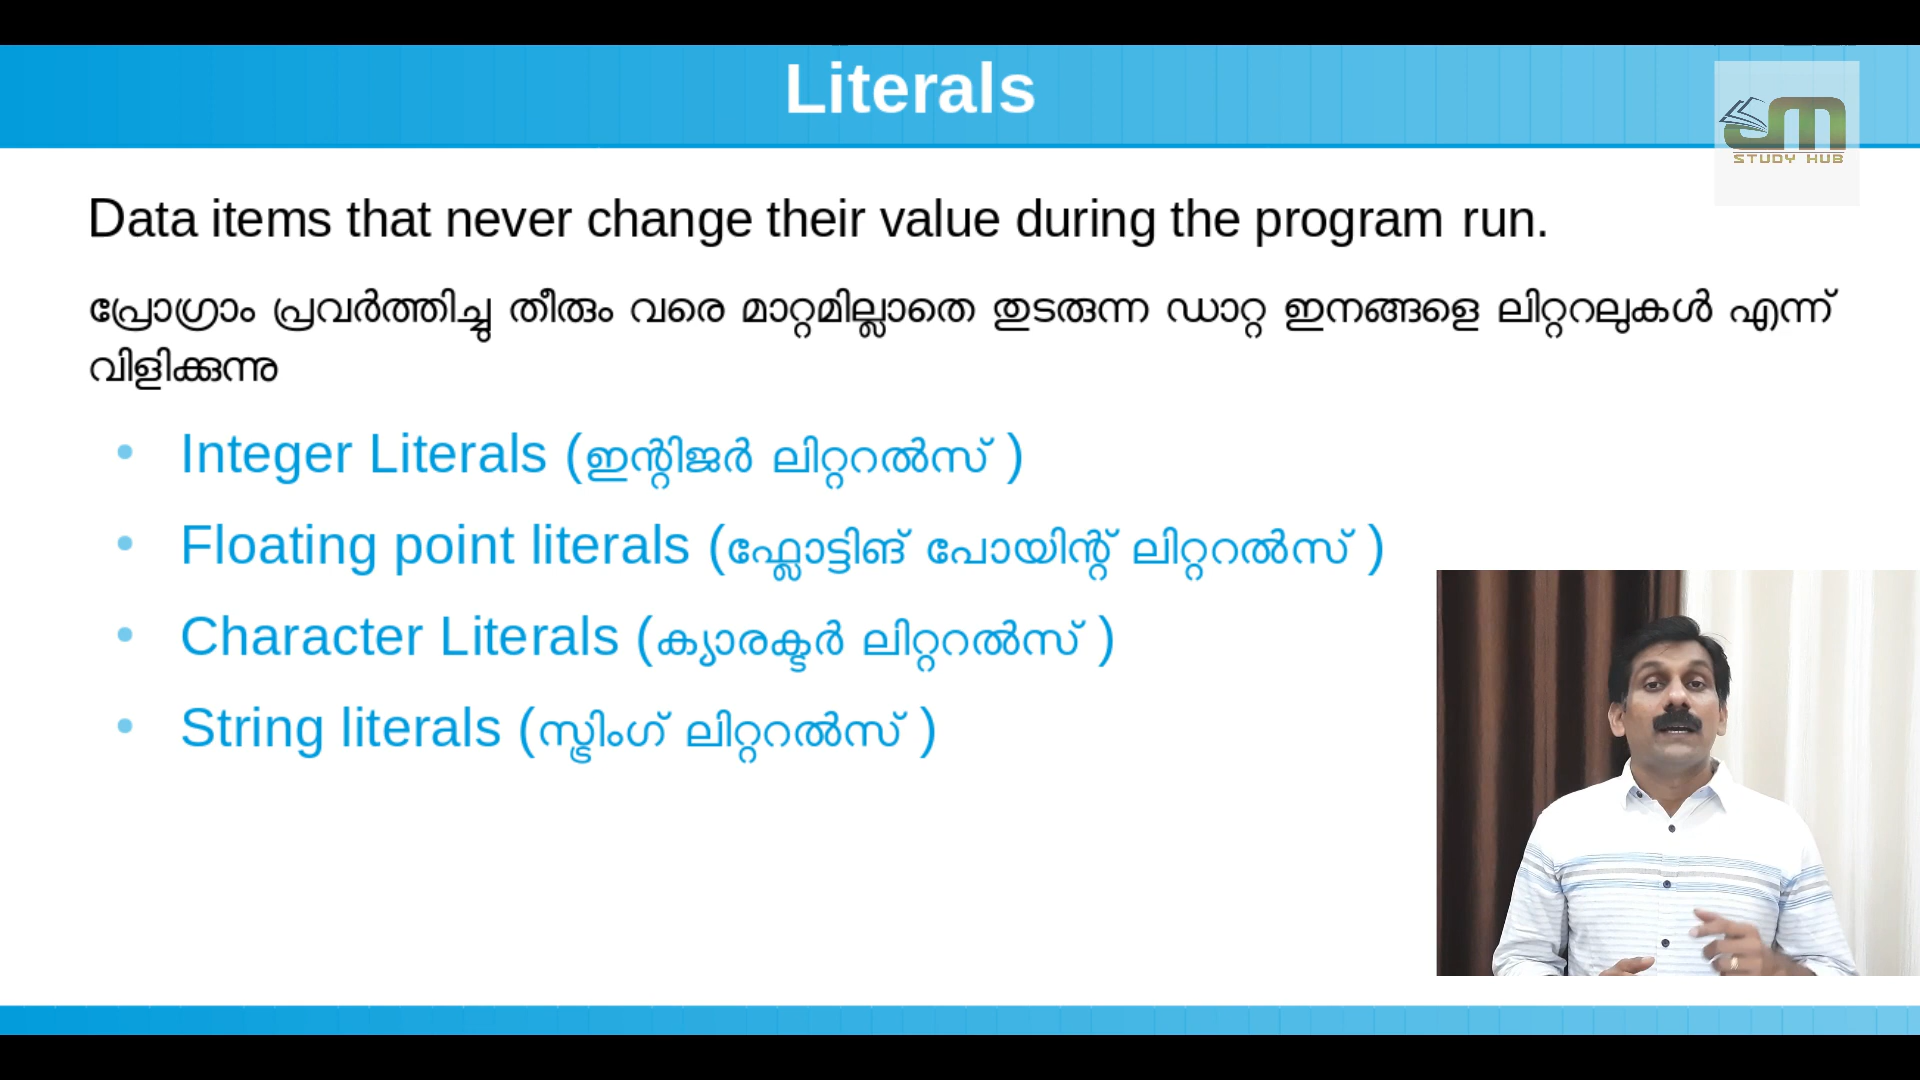 Literals
JM
STUDY HUB
Data items that never change their value during the program run.
പ്രോഗ്രാം പ്രവർത്തിച്ചു തീരും വരെ മാറ്റമില്ലാതെ തുടരുന്ന ഡാറ്റ ഇനങ്ങളെ ലിറ്ററലുകൾ എന്ന്
വിളിക്കുന്നു
• Integer Literals (ഇന്റിജർ ലിറ്ററൽസ് )
• Floating point literals (ഫ്ലോട്ടിങ് പോയിന്റ് ലിറ്ററൽസ് )
• Character Literals (ക്യാരക്ടർ ലിറ്ററൽസ് )
• String literals (സ്ട്രിംഗ് ലിറ്ററൽസ് )